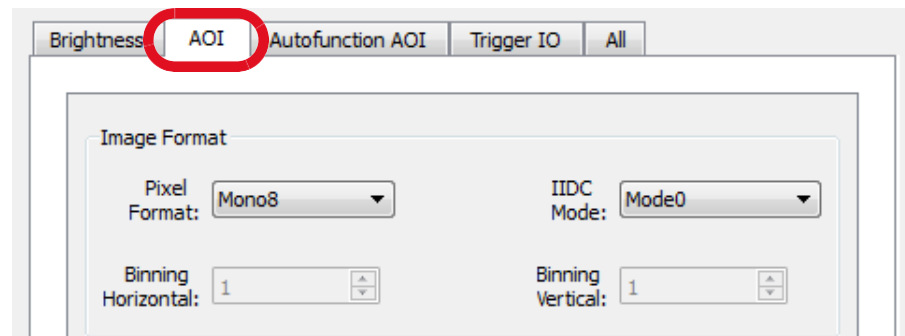 Brightness AOI Autofunction AOI Trigger IO All
Image Format
Pixel Format: Mono8 IIDC Mode: Mode0
Binning Horizontal: 1 Binning Vertical: 1